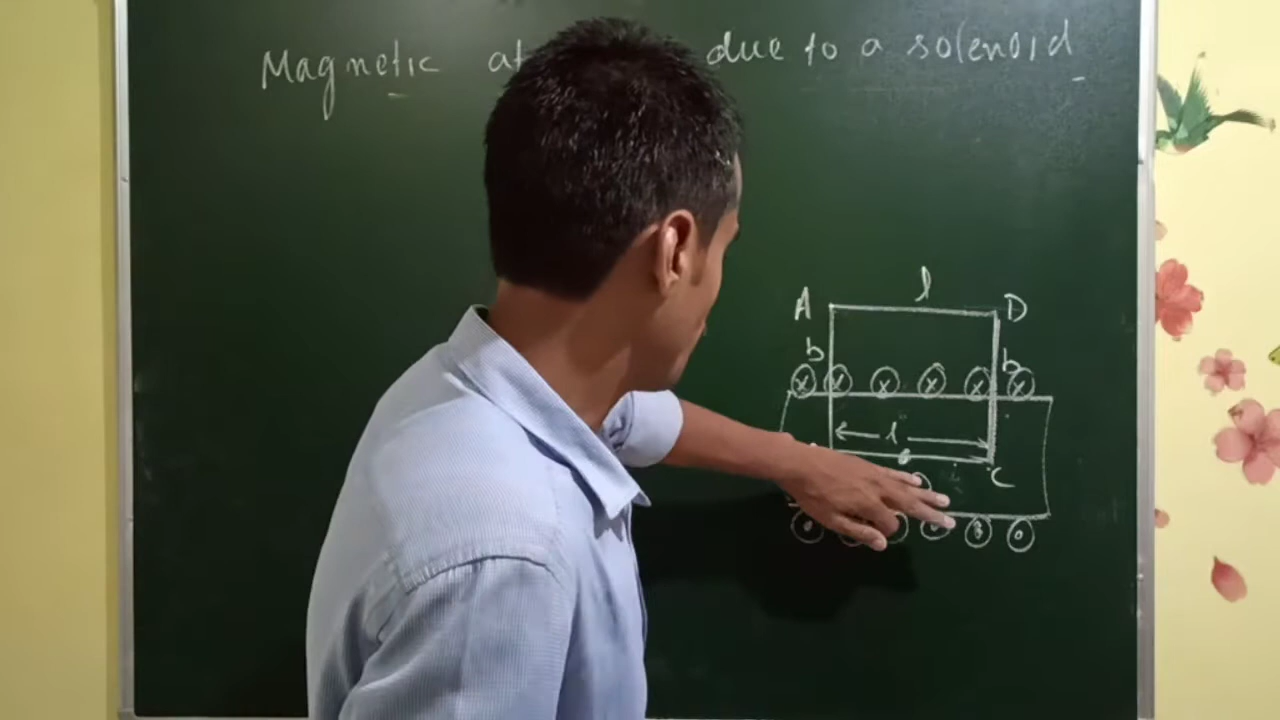 Magnetic at due to a solenoid
l
A D
b b
x x x x x x
l
C